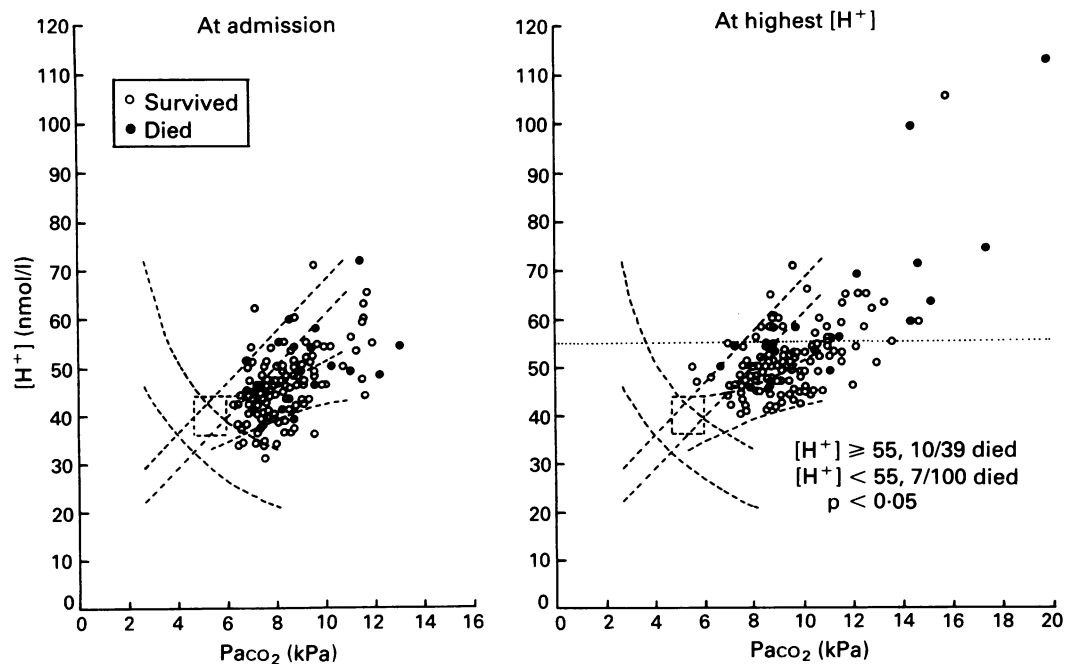 At admission
Survived
Died
120
110
100
90
80
70
60
50
40
30
20
10
0
[H+] (nmol/l)
0 2 4 6 8 10 12 14 16
Paco₂ (kPa)
At highest [H+]
120
110
100
90
80
70
60
50
40
30
20
10
0
[H+] ≥ 55, 10/39 died
[H+] < 55, 7/100 died
p < 0·05
0 2 4 6 8 10 12 14 16 18 20
Paco₂ (kPa)